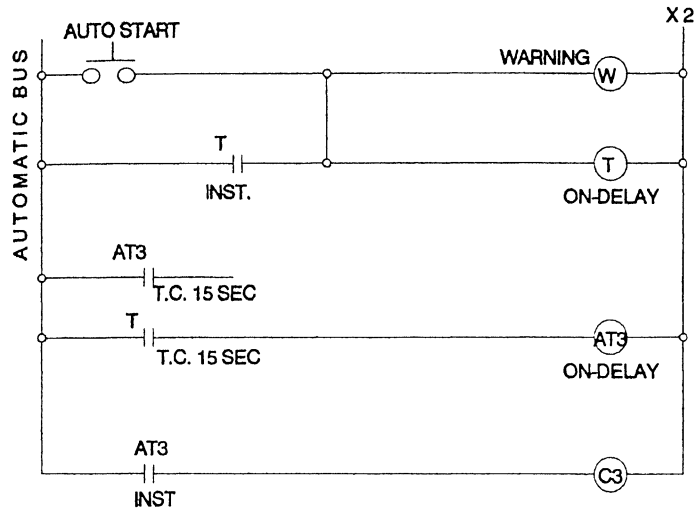 X2
AUTO START
AUTOMATIC BUS
WARNING
W
T
INST.
T
ON-DELAY
AT3
T.C. 15 SEC
T
T.C. 15 SEC
AT3
ON-DELAY
AT3
INST
C3